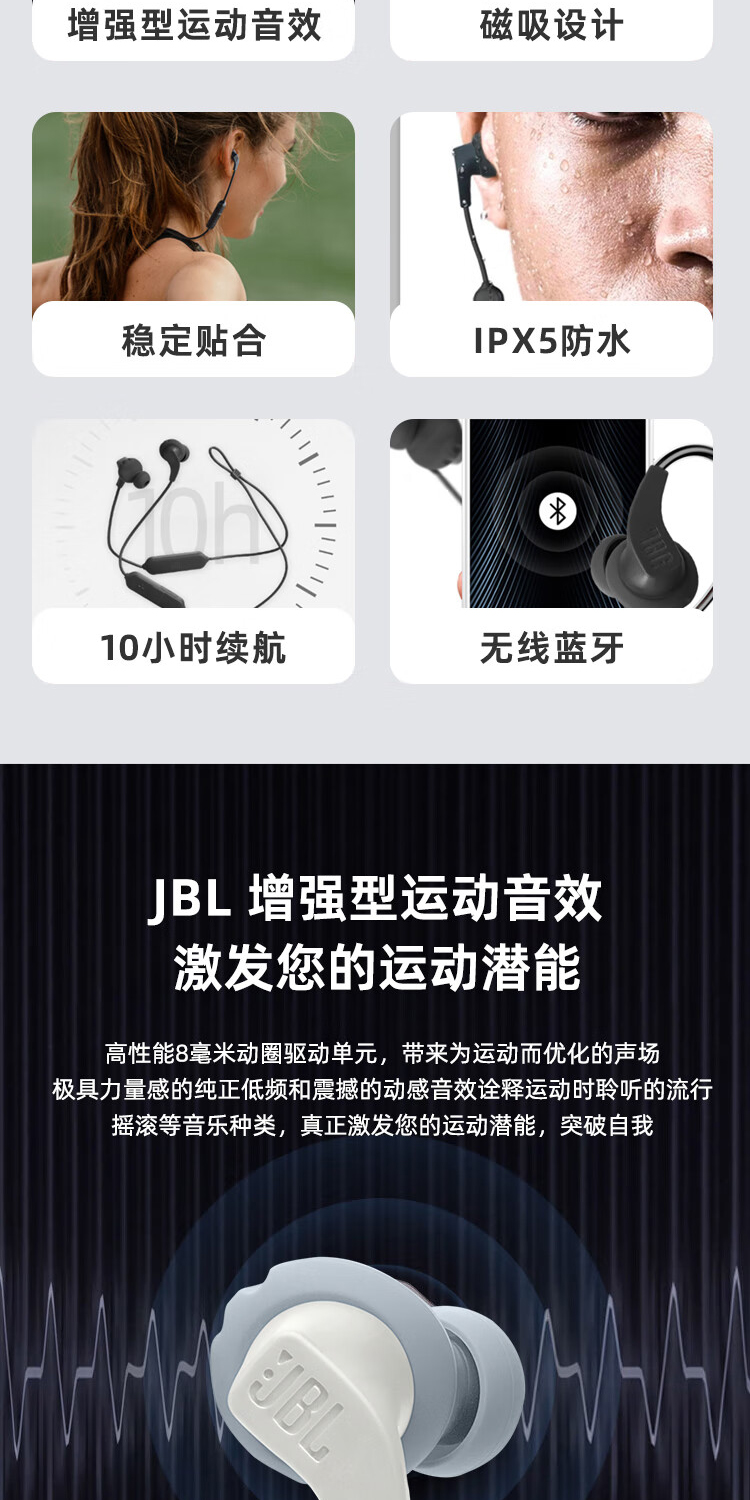 增强型运动音效
磁吸设计
稳定贴合
IPX5防水
10h
JBL
10小时续航
无线蓝牙
JBL 增强型运动音效
激发您的运动潜能
高性能8毫米动圈驱动单元，带来为运动而优化的声场
极具力量感的纯正低频和震撼的动感音效诠释运动时聆听的流行
摇滚等音乐种类，真正激发您的运动潜能，突破自我
JBL